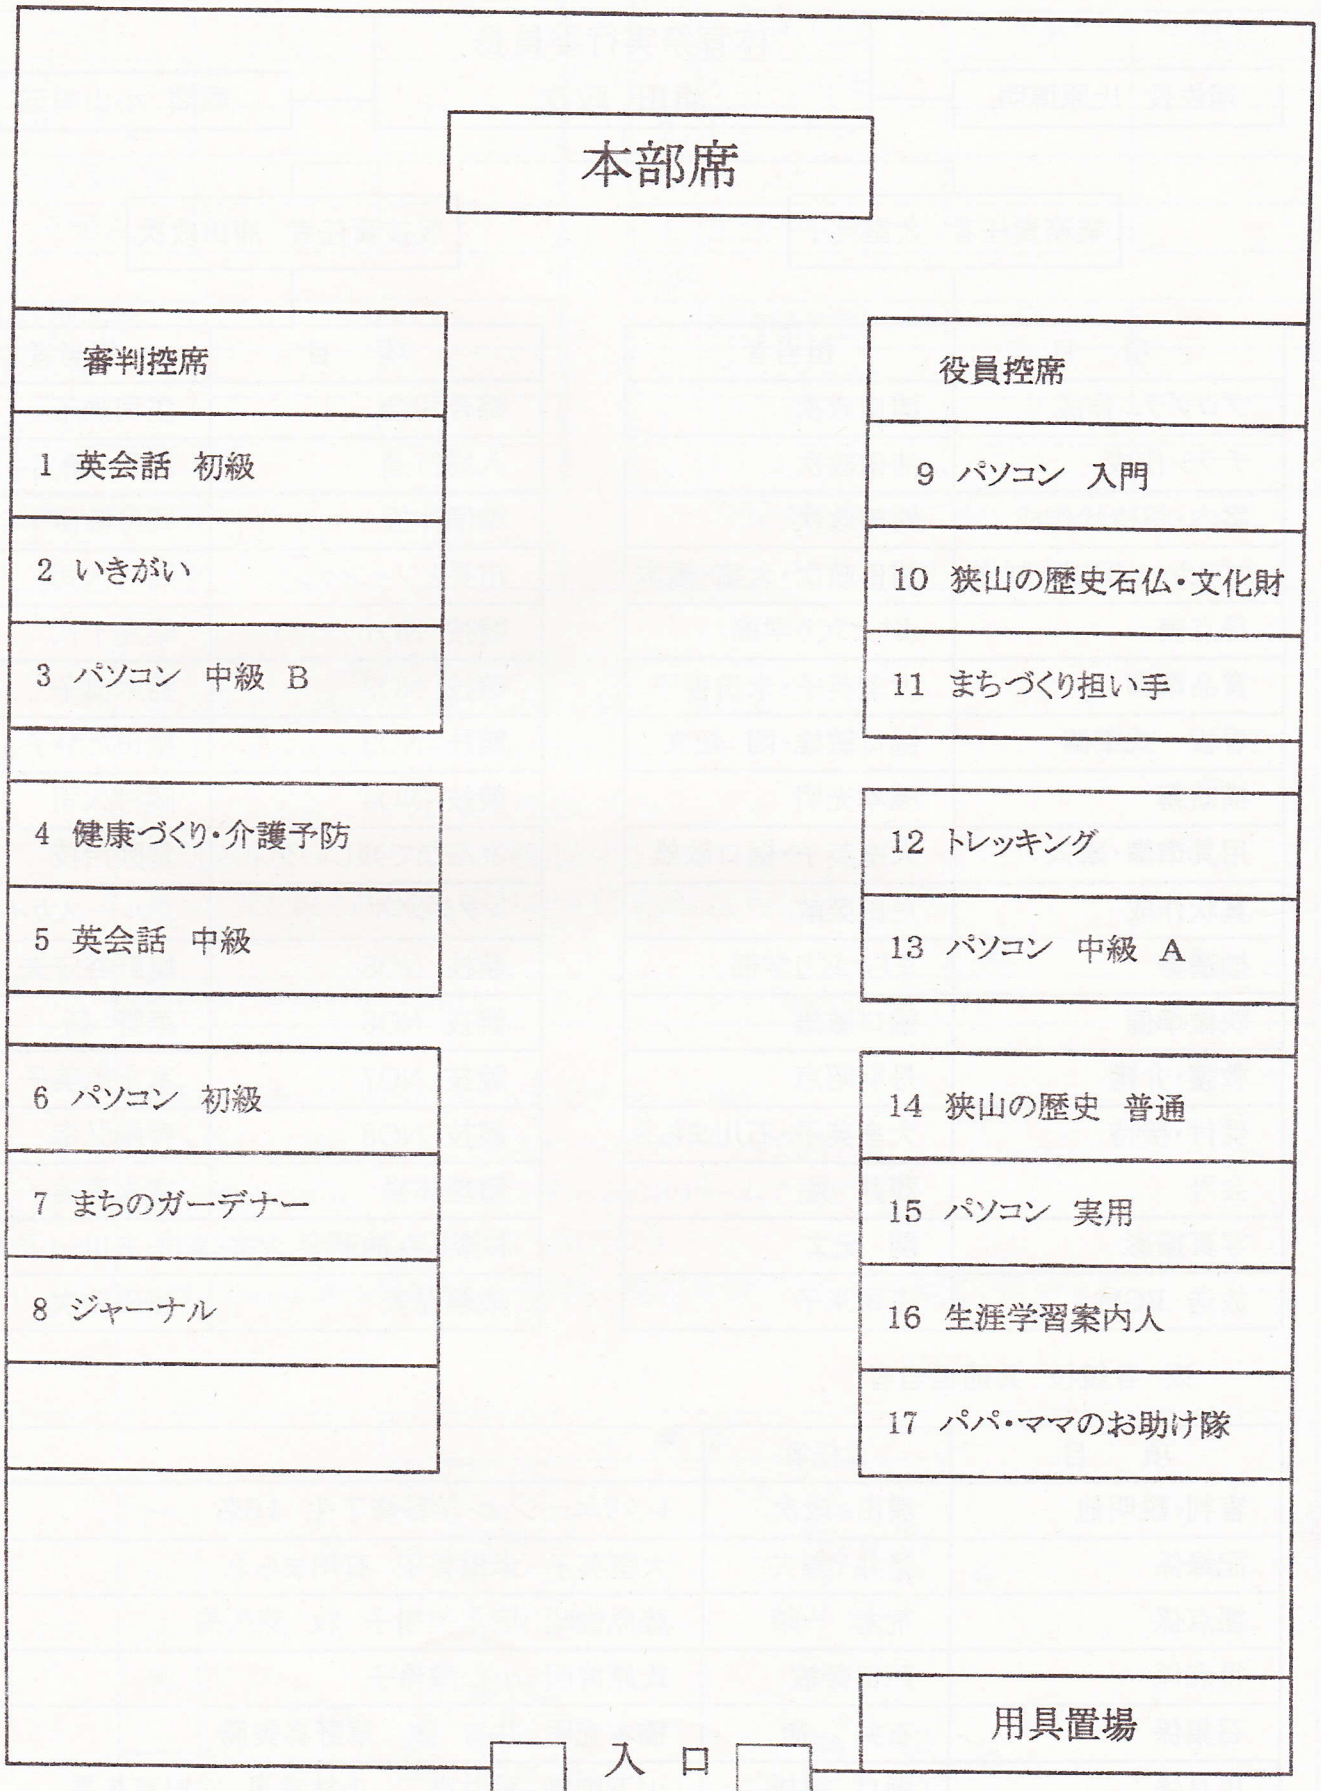 本部席
審判控席
1 英会話 初級
2 いきがい
3 パソコン 中級 B
4 健康づくり・介護予防
5 英会話 中級
6 パソコン 初級
7 まちのガーデナー
8 ジャーナル
役員控席
9 パソコン 入門
10 狭山の歴史石仏・文化財
11 まちづくり担い手
12 トレッキング
13 パソコン 中級 A
14 狭山の歴史 普通
15 パソコン 実用
16 生涯学習案内人
17 パパ・ママのお助け隊
用具置場
入 口